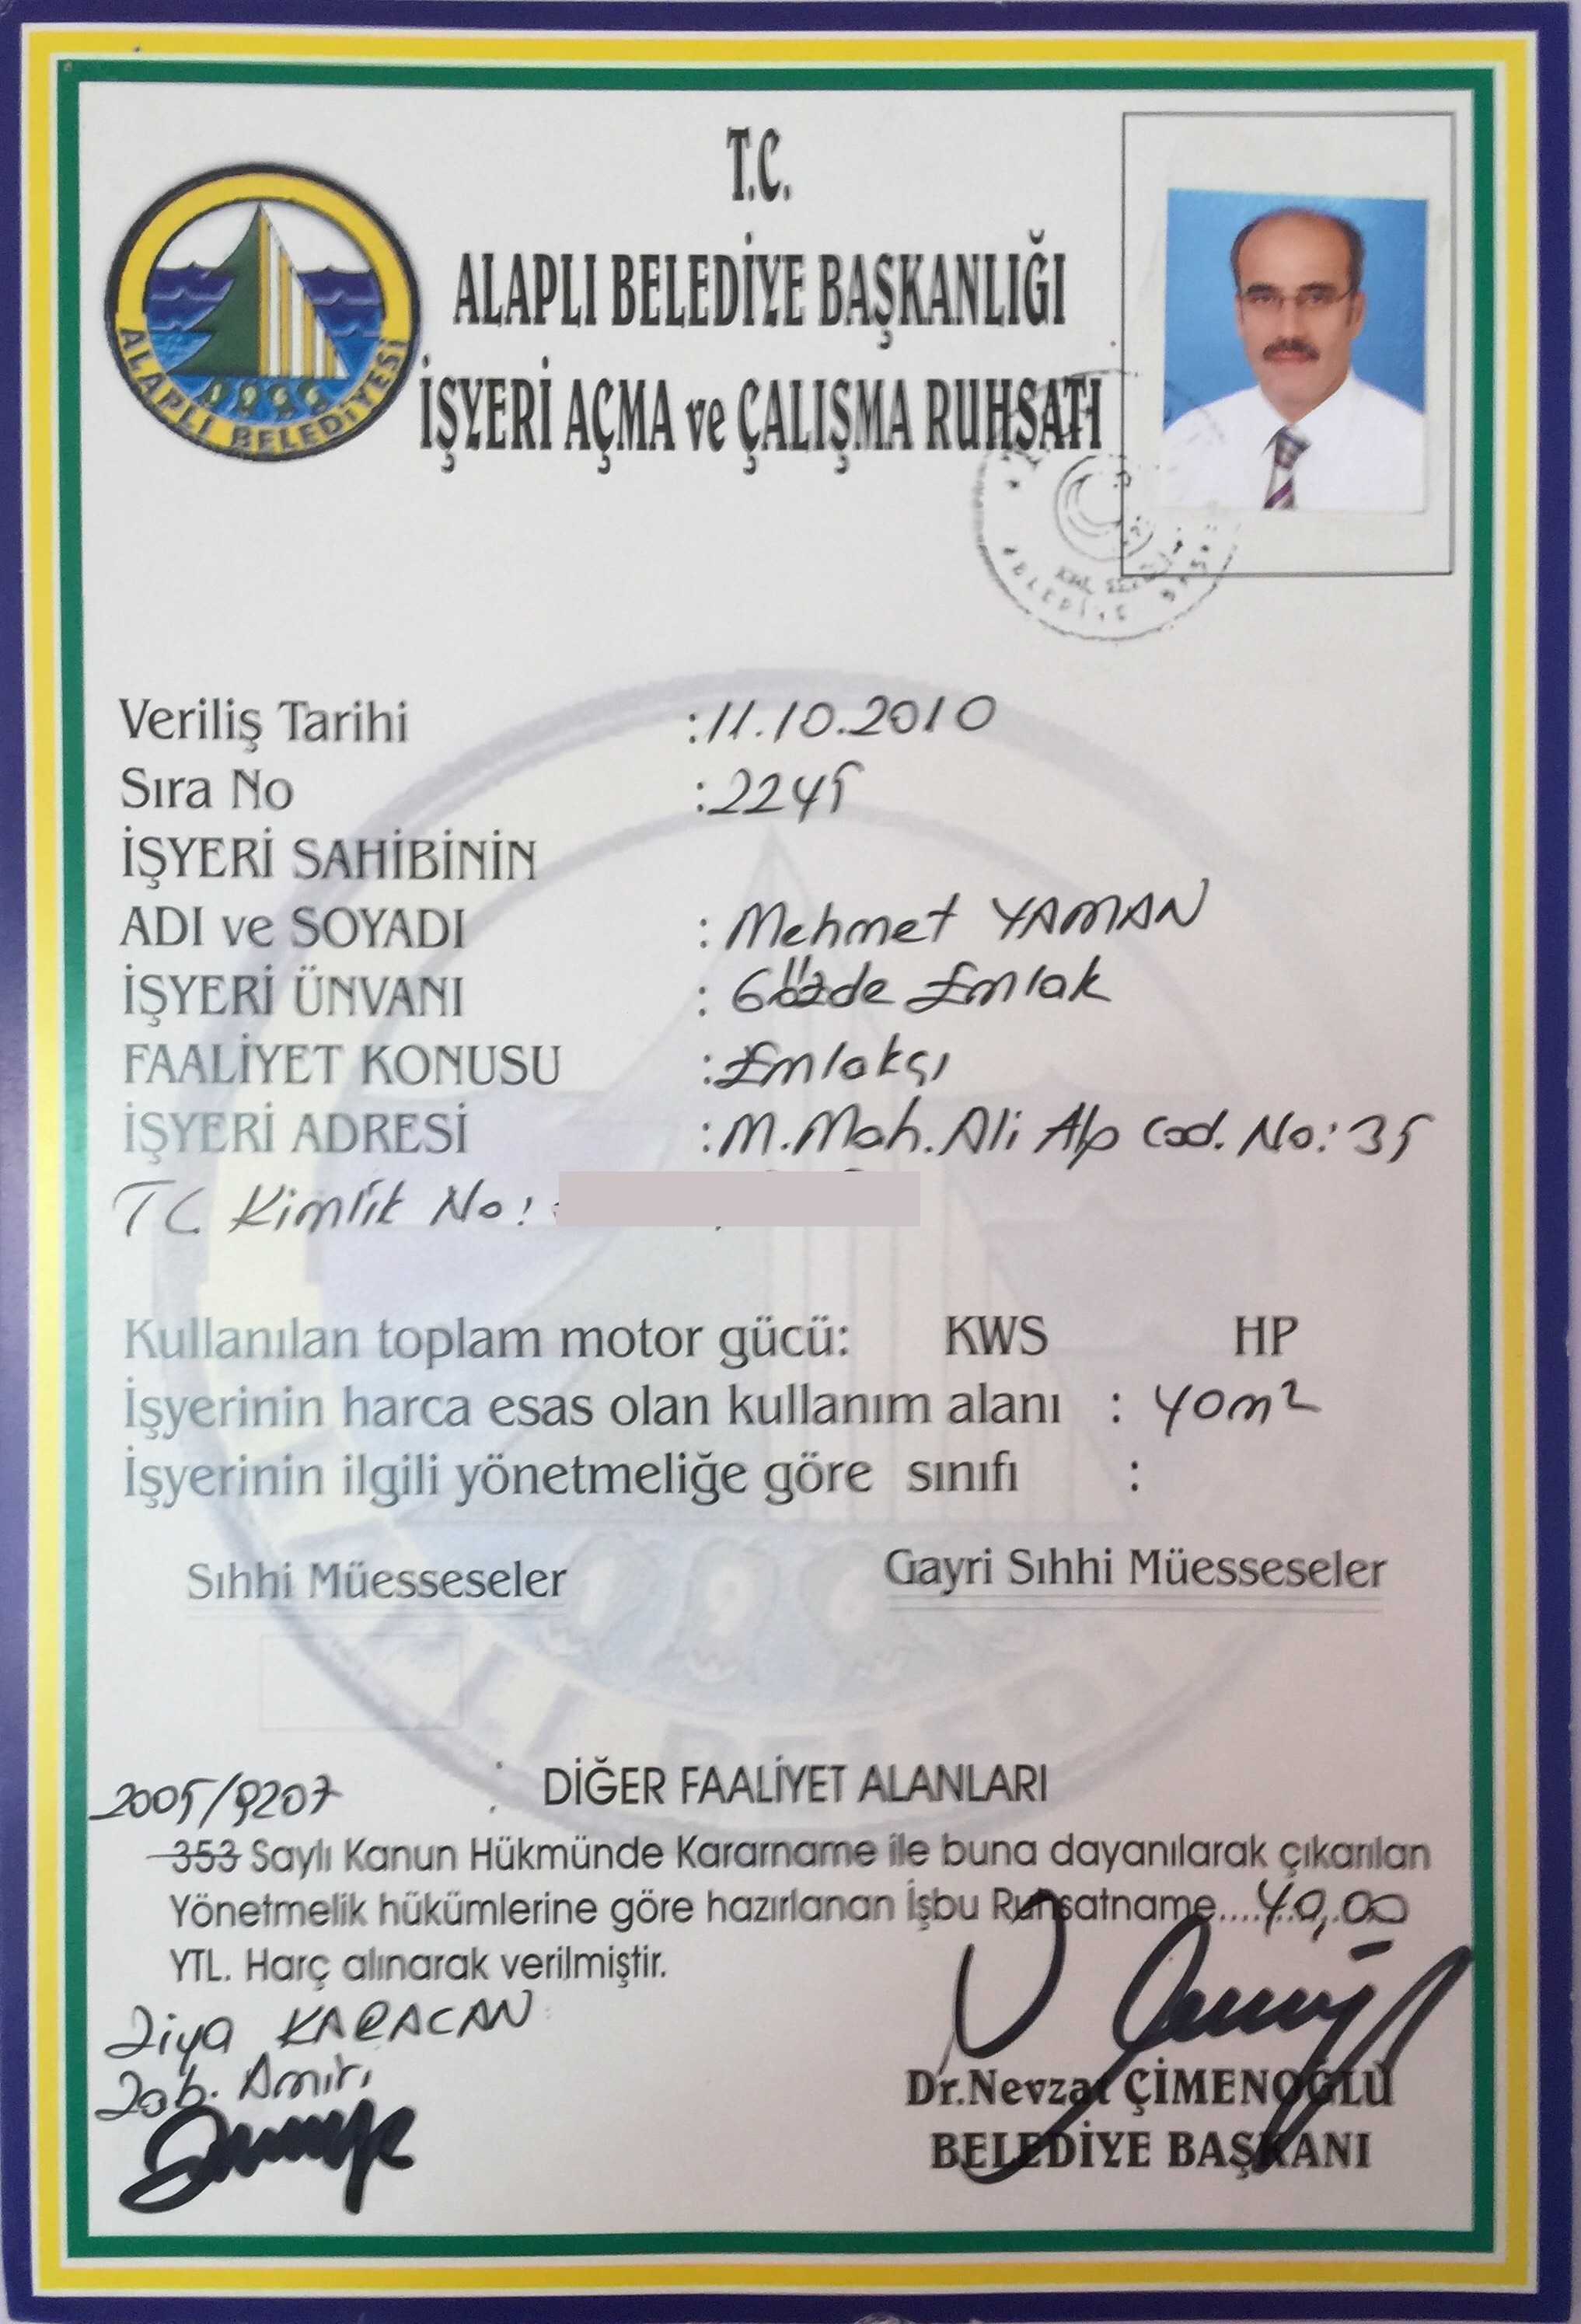 T.C.
ALAPLI BELEDİYE BAŞKANLIĞI
İŞYERİ AÇMA ve ÇALIŞMA RUHSATI
ALAPLI BELEDİYESİ
Veriliş Tarihi :11.10.2010
Sıra No :2245
İŞYERİ SAHİBİNİN
ADI ve SOYADI : Mehmet YAMAN
İŞYERİ ÜNVANI : Gözde Emlak
FAALİYET KONUSU :Emlakçı
İŞYERİ ADRESİ :M.Mah. Ali Alp Cad. No: 35
TC Kimlik No:
Kullanılan toplam motor gücü: KWS HP
İşyerinin harca esas olan kullanım alanı : 40m²
İşyerinin ilgili yönetmeliğe göre sınıfı :
Sıhhi Müesseseler Gayri Sıhhi Müesseseler
: DİĞER FAALİYET ALANLARI
2005/9207
353 Saylı Kanun Hükmünde Kararname ile buna dayanılarak çıkarılan
Yönetmelik hükümlerine göre hazırlanan İşbu Ruhsatname....40,00
YTL. Harç alınarak verilmiştir.
Ziya KARACAN
Zab. Amiri
Dr.Nevzat ÇİMENOĞLU
BELEDİYE BAŞKANI